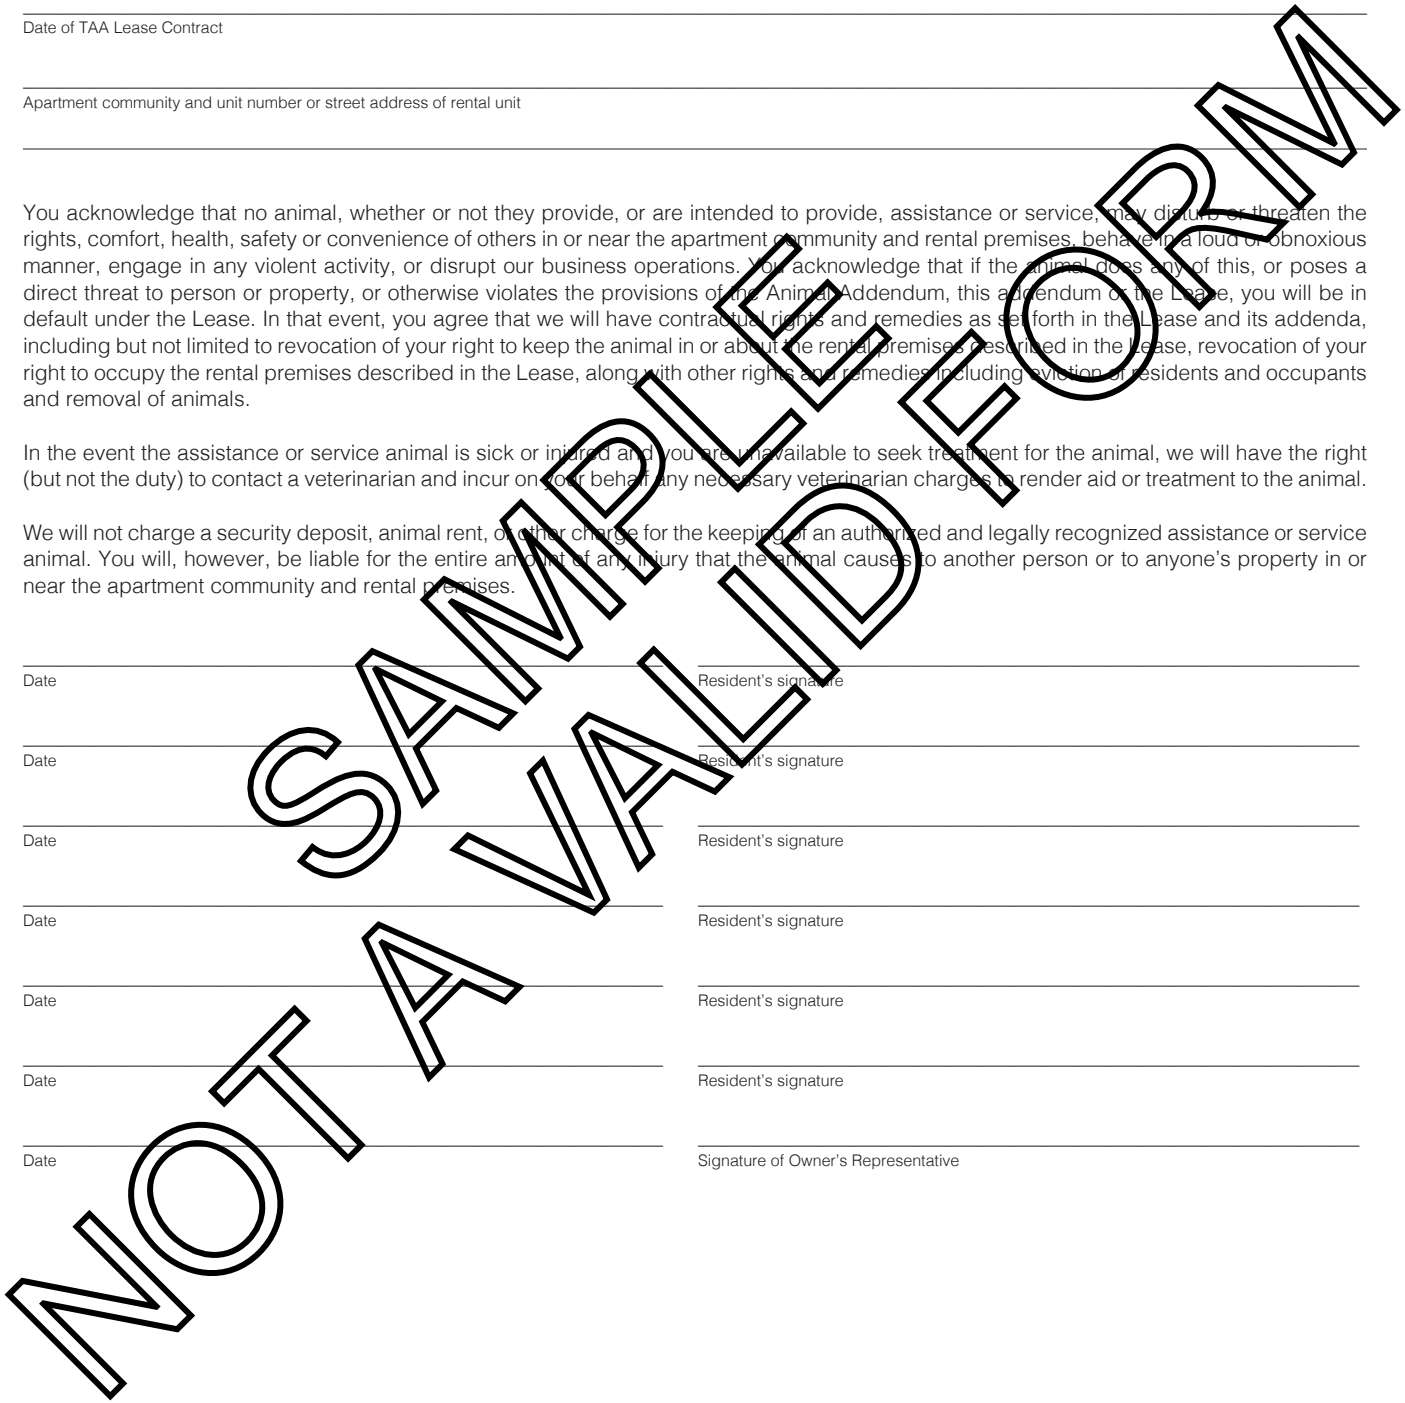 Date of TAA Lease Contract
Apartment community and unit number or street address of rental unit
You acknowledge that no animal, whether or not they provide, or are intended to provide, assistance or service, may disturb or threaten the
rights, comfort, health, safety or convenience of others in or near the apartment community and rental premises, behave in a loud or obnoxious
manner, engage in any violent activity, or disrupt our business operations. You acknowledge that if the animal does any of this, or poses a
direct threat to person or property, or otherwise violates the provisions of the Animal Addendum, this addendum or the Lease, you will be in
default under the Lease. In that event, you agree that we will have contractual rights and remedies as set forth in the Lease and its addenda,
including but not limited to revocation of your right to keep the animal in or about the rental premises described in the Lease, revocation of your
right to occupy the rental premises described in the Lease, along with other rights and remedies including eviction of residents and occupants
and removal of animals.
In the event the assistance or service animal is sick or injured and you are unavailable to seek treatment for the animal, we will have the right
(but not the duty) to contact a veterinarian and incur on your behalf any necessary veterinarian charges to render aid or treatment to the animal.
We will not charge a security deposit, animal rent, or other charge for the keeping of an authorized and legally recognized assistance or service
animal. You will, however, be liable for the entire amount of any injury that the animal causes to another person or to anyone's property in or
near the apartment community and rental premises.
Date Resident's signature
Date Resident's signature
Date Resident's signature
Date Resident's signature
Date Resident's signature
Date Resident's signature
Date Signature of Owner's Representative
SAMPLE
NOT A VALID FORM